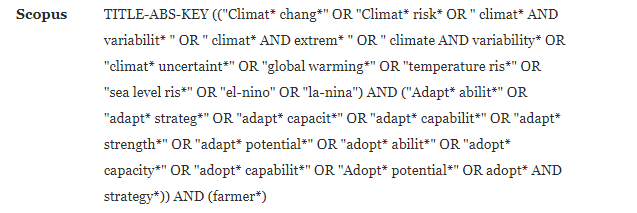 Scopus TITLE-ABS-KEY (("Climat* chang*" OR "Climat* risk* OR " climat* AND
variabilit* " OR " climat* AND extrem* " OR " climate AND variability* OR
"climat* uncertaint*" OR "global warming*" OR "temperature ris*" OR
"sea level ris*" OR "el-nino" OR "la-nina") AND ("Adapt* abilit*" OR
"adapt* strateg*" OR "adapt* capacit*" OR "adapt* capabilit*" OR "adapt*
strength*" OR "adapt* potential*" OR "adopt* abilit*" OR "adopt*
capacity*" OR "adopt* capabilit*" OR "Adopt* potential*" OR adopt* AND
strategy*)) AND (farmer*)